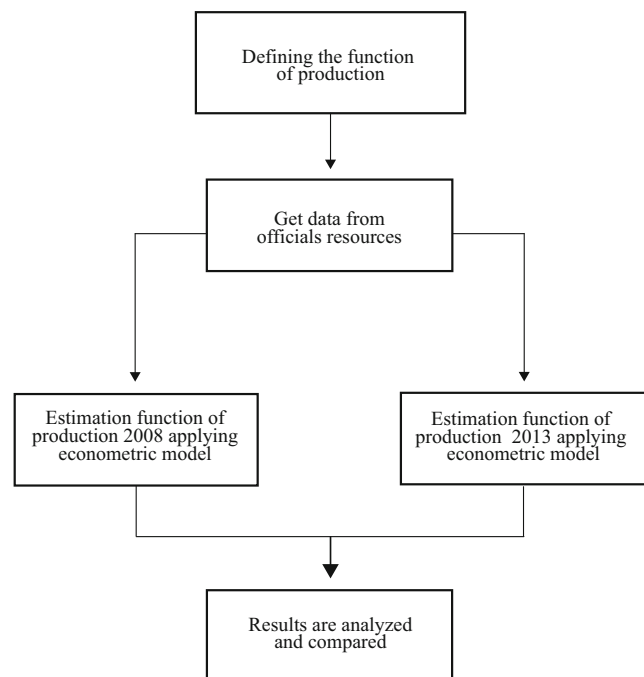 Defining the function
of production
Get data from
officials resources
Estimation function of
production 2008 applying
econometric model
Estimation function of
production 2013 applying
econometric model
Results are analyzed
and compared